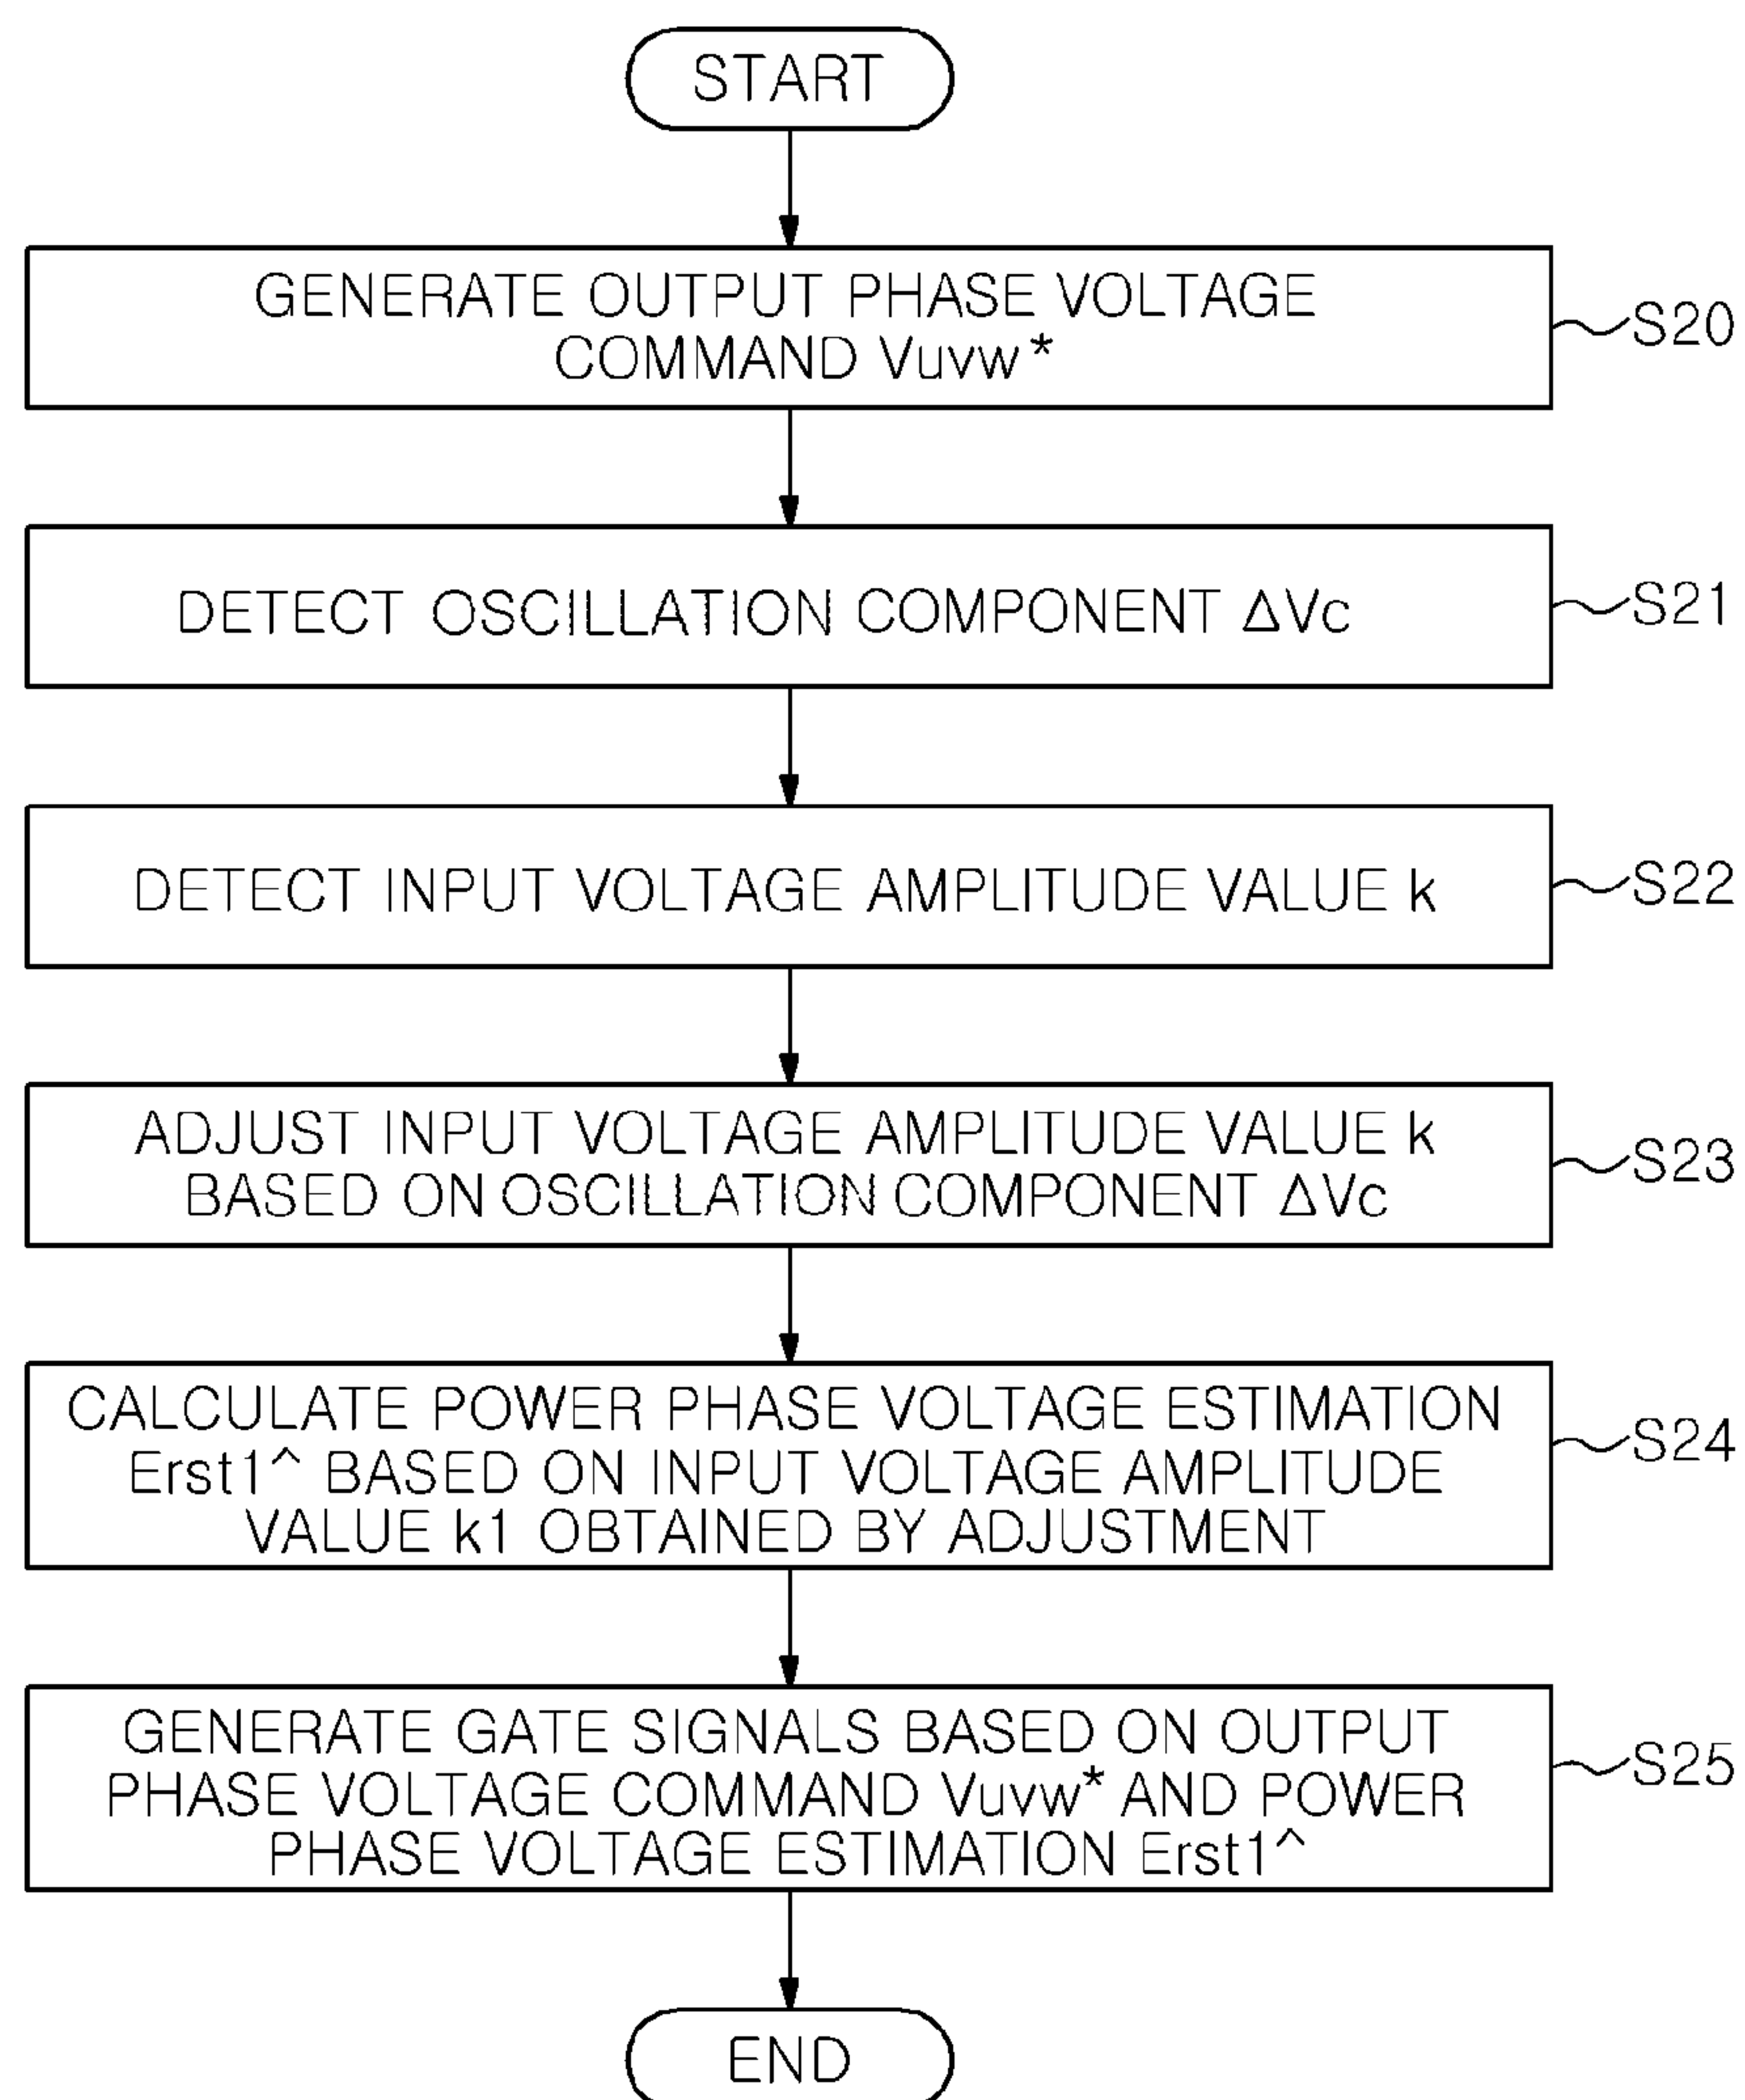 START
GENERATE OUTPUT PHASE VOLTAGE
COMMAND Vuvw*
S20
DETECT OSCILLATION COMPONENT ΔVc
S21
DETECT INPUT VOLTAGE AMPLITUDE VALUE k
S22
ADJUST INPUT VOLTAGE AMPLITUDE VALUE k
BASED ON OSCILLATION COMPONENT ΔVc
S23
CALCULATE POWER PHASE VOLTAGE ESTIMATION
Erst1^ BASED ON INPUT VOLTAGE AMPLITUDE
VALUE k1 OBTAINED BY ADJUSTMENT
S24
GENERATE GATE SIGNALS BASED ON OUTPUT
PHASE VOLTAGE COMMAND Vuvw* AND POWER
PHASE VOLTAGE ESTIMATION Erst1^
S25
END